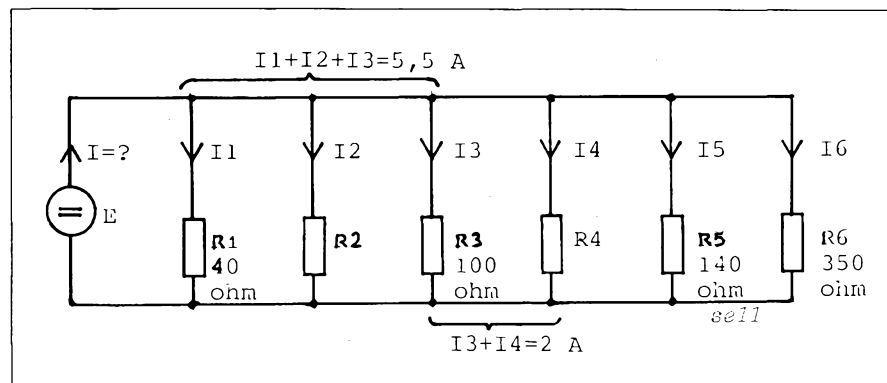 I1+I2+I3=5,5 A
I=?
I1
I2
I3
I4
I5
I6
E
R1
40
ohm
R2
R3
100
ohm
R4
R5
140
ohm
R6
350
ohm
sell
I3+I4=2 A